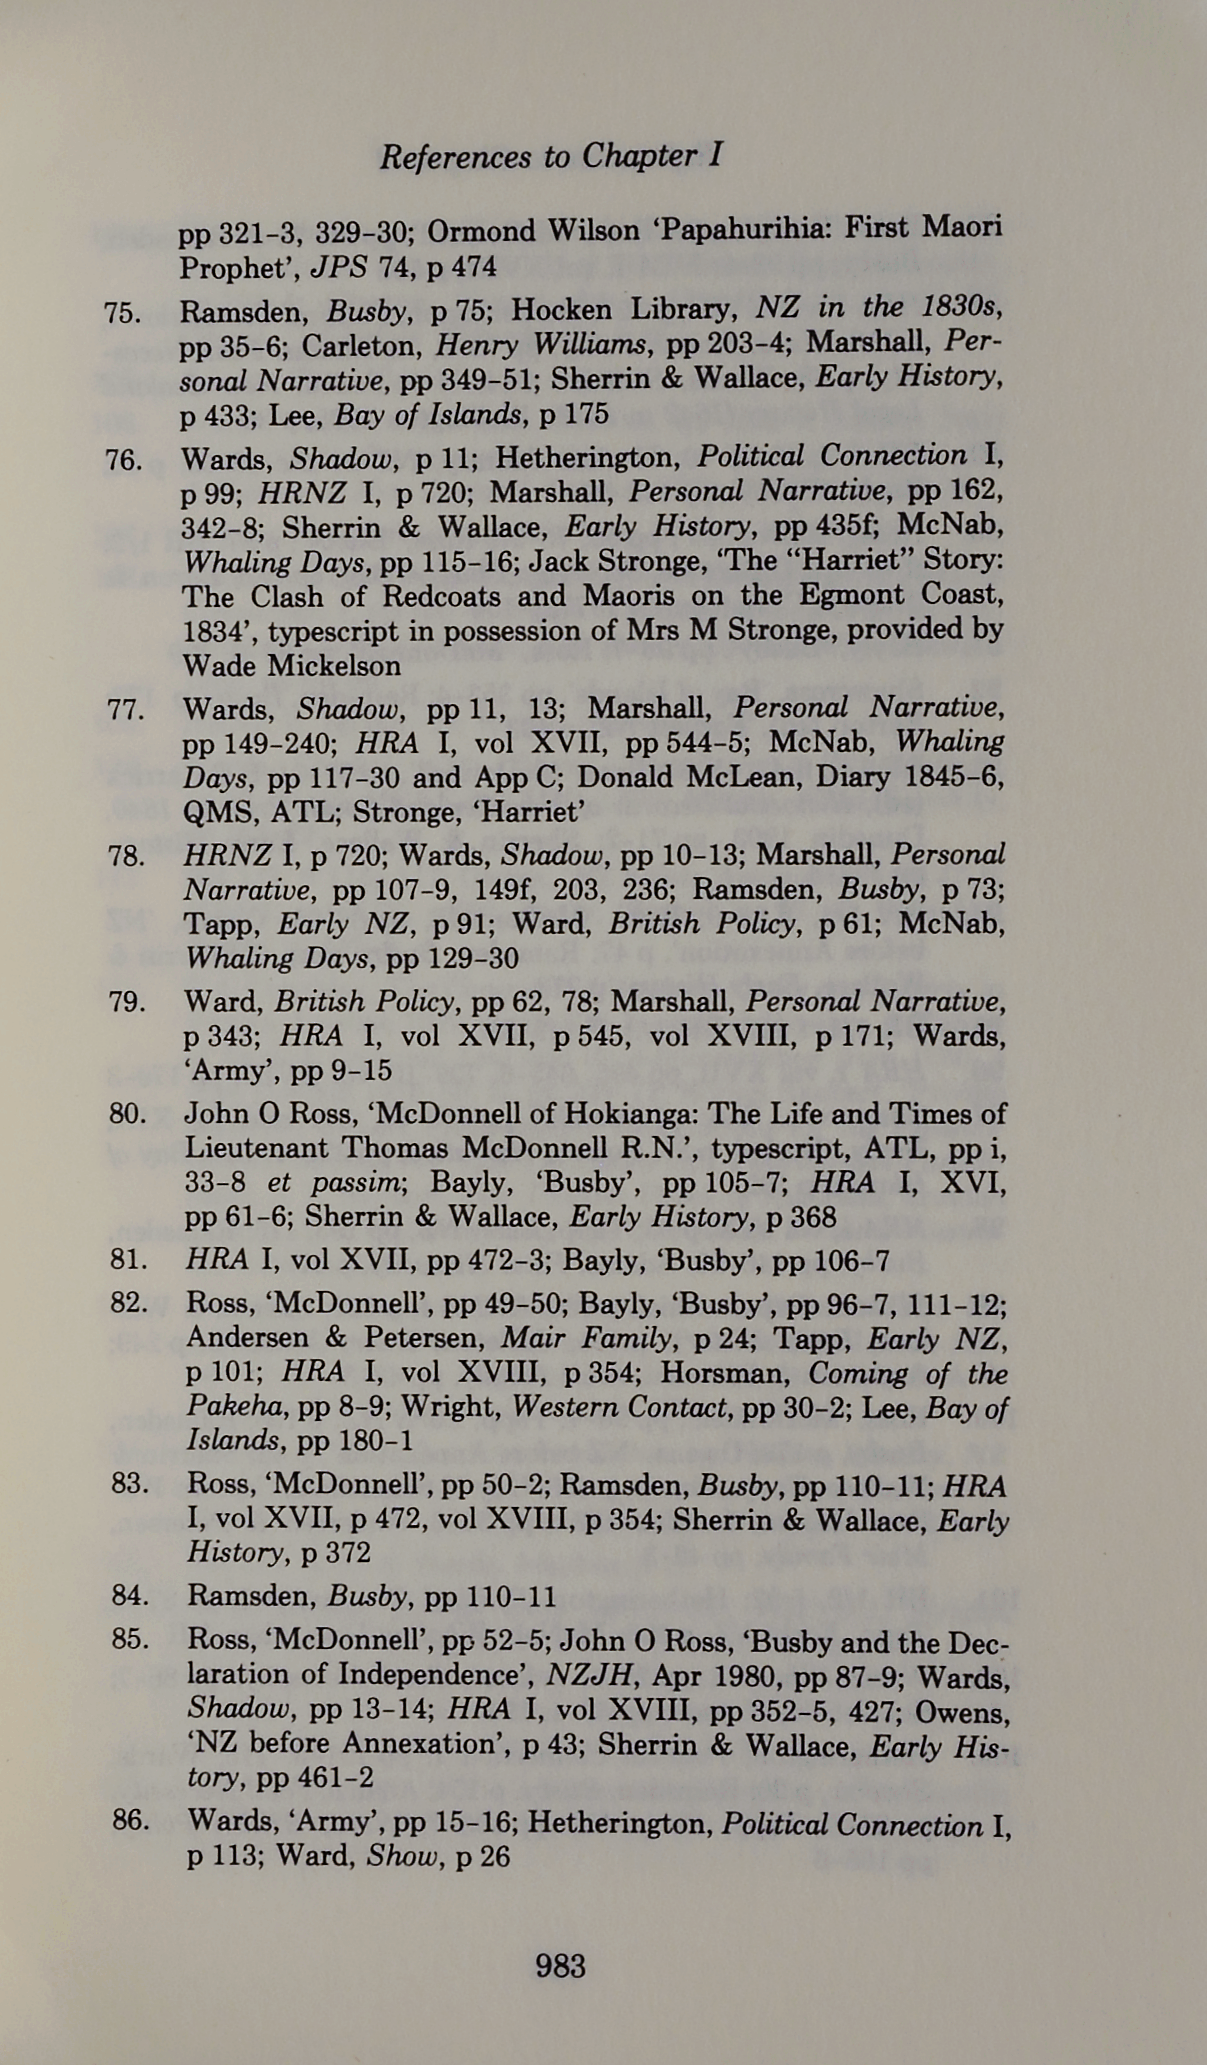 References to Chapter I
pp 321–3, 329–30; Ormond Wilson ‘Papahurihia: First Maori
Prophet’, JPS 74, p 474
75. Ramsden, Busby, p 75; Hocken Library, NZ in the 1830s,
pp 35–6; Carleton, Henry Williams, pp 203–4; Marshall, Per-
sonal Narrative, pp 349–51; Sherrin & Wallace, Early History,
p 433; Lee, Bay of Islands, p 175
76. Wards, Shadow, p 11; Hetherington, Political Connection I,
p 99; HRNZ I, p 720; Marshall, Personal Narrative, pp 162,
342–8; Sherrin & Wallace, Early History, pp 435f; McNab,
Whaling Days, pp 115–16; Jack Stronge, ‘The “Harriet” Story:
The Clash of Redcoats and Maoris on the Egmont Coast,
1834’, typescript in possession of Mrs M Stronge, provided by
Wade Mickelson
77. Wards, Shadow, pp 11, 13; Marshall, Personal Narrative,
pp 149–240; HRA I, vol XVII, pp 544–5; McNab, Whaling
Days, pp 117–30 and App C; Donald McLean, Diary 1845–6,
QMS, ATL; Stronge, ‘Harriet’
78. HRNZ I, p 720; Wards, Shadow, pp 10–13; Marshall, Personal
Narrative, pp 107–9, 149f, 203, 236; Ramsden, Busby, p 73;
Tapp, Early NZ, p 91; Ward, British Policy, p 61; McNab,
Whaling Days, pp 129–30
79. Ward, British Policy, pp 62, 78; Marshall, Personal Narrative,
p 343; HRA I, vol XVII, p 545, vol XVIII, p 171; Wards,
‘Army’, pp 9–15
80. John O Ross, ‘McDonnell of Hokianga: The Life and Times of
Lieutenant Thomas McDonnell R.N.’, typescript, ATL, pp i,
33–8 et passim; Bayly, ‘Busby’, pp 105–7; HRA I, XVI,
pp 61–6; Sherrin & Wallace, Early History, p 368
81. HRA I, vol XVII, pp 472–3; Bayly, ‘Busby’, pp 106–7
82. Ross, ‘McDonnell’, pp 49–50; Bayly, ‘Busby’, pp 96–7, 111–12;
Andersen & Petersen, Mair Family, p 24; Tapp, Early NZ,
p 101; HRA I, vol XVIII, p 354; Horsman, Coming of the
Pakeha, pp 8–9; Wright, Western Contact, pp 30–2; Lee, Bay of
Islands, pp 180–1
83. Ross, ‘McDonnell’, pp 50–2; Ramsden, Busby, pp 110–11; HRA
I, vol XVII, p 472, vol XVIII, p 354; Sherrin & Wallace, Early
History, p 372
84. Ramsden, Busby, pp 110–11
85. Ross, ‘McDonnell’, pp 52–5; John O Ross, ‘Busby and the Dec-
laration of Independence’, NZJH, Apr 1980, pp 87–9; Wards,
Shadow, pp 13–14; HRA I, vol XVIII, pp 352–5, 427; Owens,
‘NZ before Annexation’, p 43; Sherrin & Wallace, Early His-
tory, pp 461–2
86. Wards, ‘Army’, pp 15–16; Hetherington, Political Connection I,
p 113; Ward, Show, p 26
983